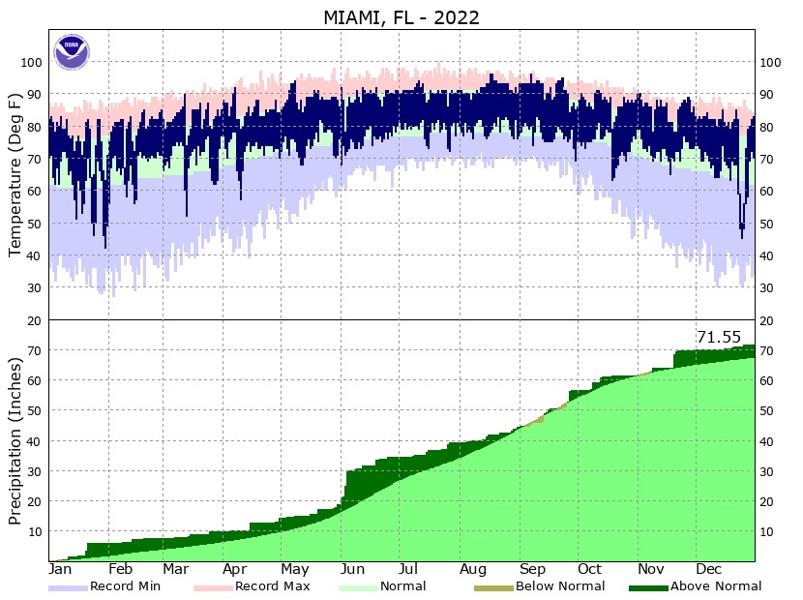 MIAMI, FL - 2022
NOAA
Temperature (Deg F)
100 100
90 90
80 80
70 70
60 60
50 50
40 40
30 30
20 20
Precipitation (Inches)
71.55
70 70
60 60
50 50
40 40
30 30
20 20
10 10
Jan Feb Mar Apr May Jun Jul Aug Sep Oct Nov Dec
Record Min Record Max Normal Below Normal Above Normal